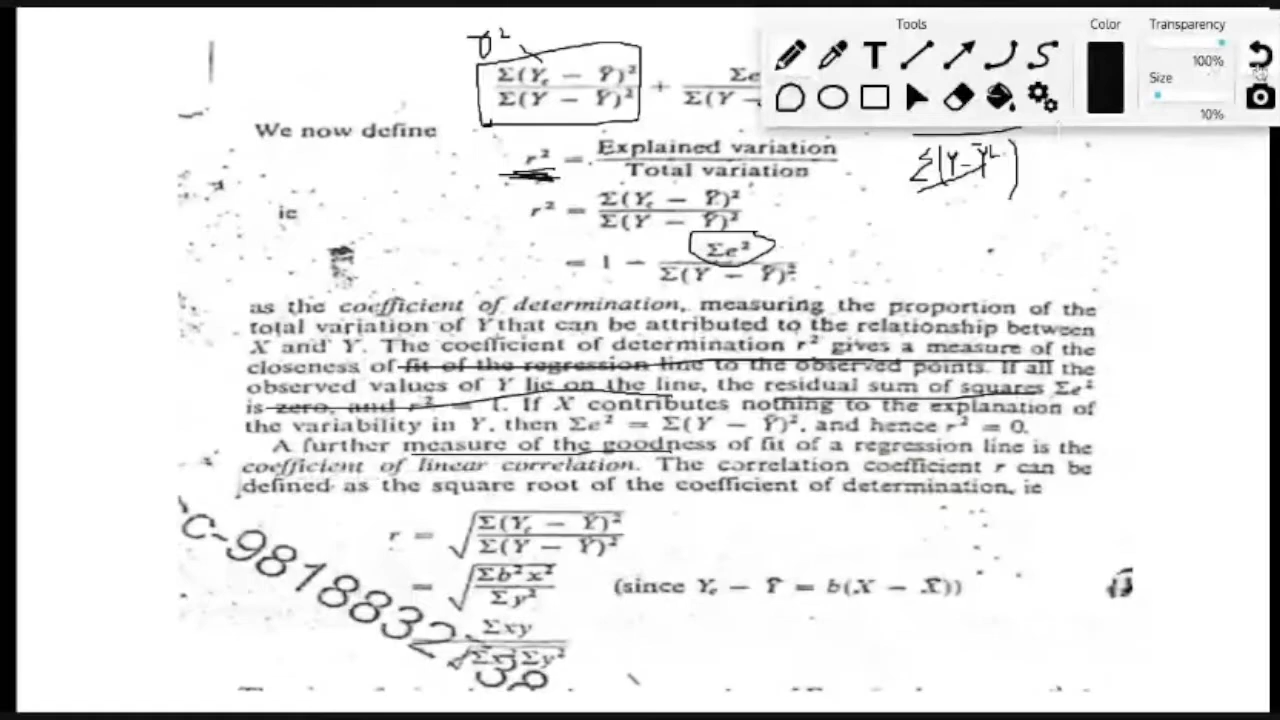 Tools
Color
Transparency
100%
Size
10%
Σ(Y_c − Ȳ)² / Σ(Y − Ȳ)² + Σe / Σ(Y −
Σ(Y − Ȳ²)
We now define
r² = Explained variation / Total variation
ie r² = Σ(Y_c − Ȳ)² / Σ(Y − Ȳ)²
= 1 − Σe² / Σ(Y − Ȳ)²
as the coefficient of determination, measuring the proportion of the
total variation of Y that can be attributed to the relationship between
X and Y. The coefficient of determination r² gives a measure of the
closeness of fit of the regression line to the observed points. If all the
observed values of Y lie on the line, the residual sum of squares Σe²
is zero, and r² = 1. If X contributes nothing to the explanation of
the variability in Y, then Σe² = Σ(Y − Ȳ)², and hence r² = 0.
A further measure of the goodness of fit of a regression line is the
coefficient of linear correlation. The correlation coefficient r can be
defined as the square root of the coefficient of determination, ie
r = √(Σ(Y_c − Ȳ)² / Σ(Y − Ȳ)²)
= √(Σb²x² / Σy²) (since Y_c − Ȳ = b(X − X̄))
Σxy